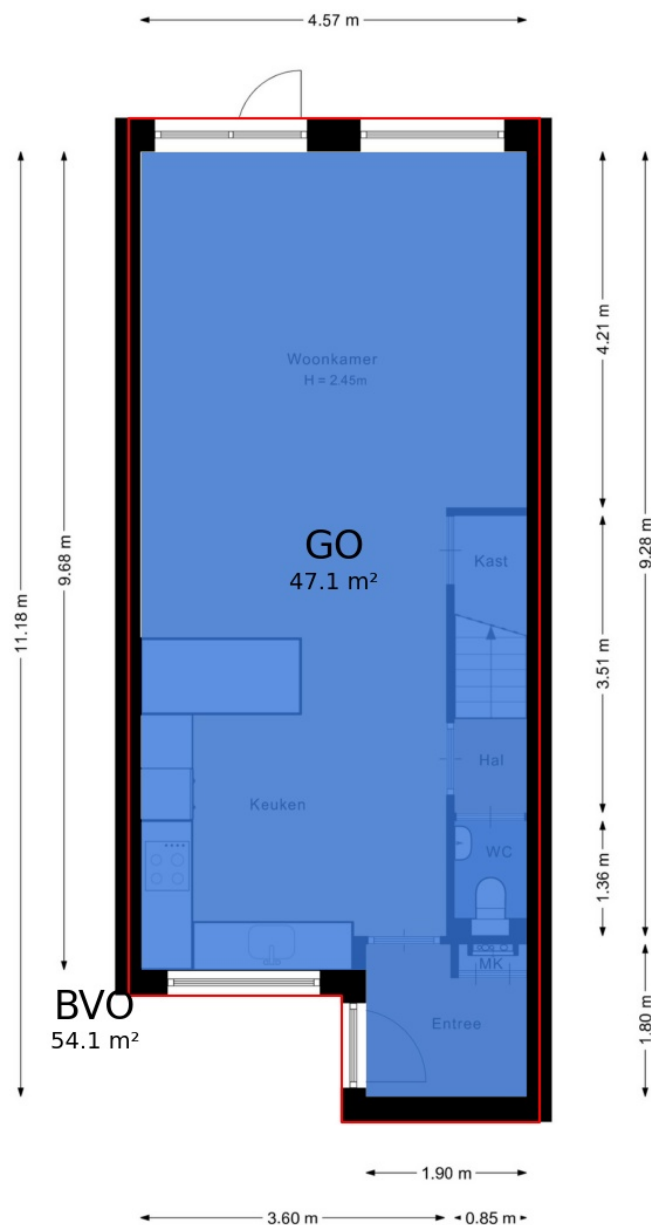 4.57 m
Woonkamer
H = 2.45m
4.21 m
GO
47.1 m²
Kast
9.68 m
9.28 m
11.18 m
3.51 m
Hal
Keuken
WC
1.36 m
MK
BVO
54.1 m²
Entree
1.80 m
1.90 m
3.60 m
0.85 m